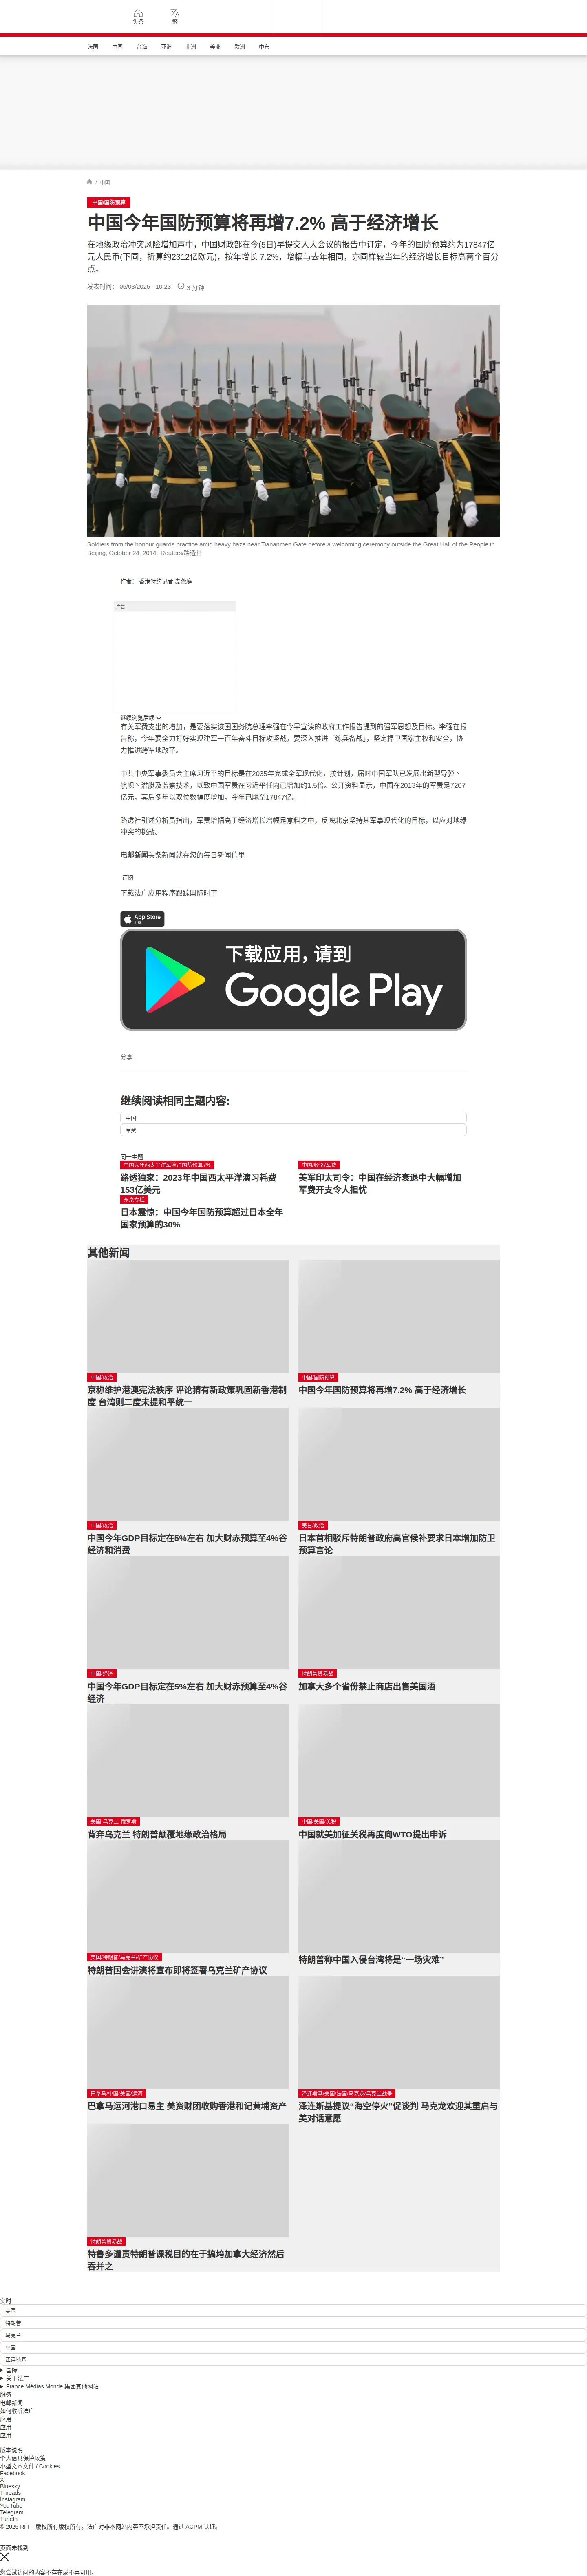 头条
繁
法国
中国
台海
亚洲
非洲
美洲
欧洲
中东
/ 中国
中国/国防预算
中国今年国防预算将再增7.2% 高于经济增长
在地缘政治冲突风险增加声中，中国财政部在今(5日)早提交人大会议的报告中订定，今年的国防预算约为17847亿
元人民币(下同，折算约2312亿欧元)，按年增长 7.2%，增幅与去年相同，亦同样较当年的经济增长目标高两个百分
点。
发表时间： 05/03/2025 - 10:23
3 分钟
Soldiers from the honour guards practice amid heavy haze near Tiananmen Gate before a welcoming ceremony outside the Great Hall of the People in
Beijing, October 24, 2014. Reuters/路透社
作者： 香港特约记者 麦燕庭
广告
继续浏览后续
有关军费支出的增加，是要落实该国国务院总理李强在今早宣读的政府工作报告提到的强军思想及目标。李强在报
告称，今年要全力打好实现建军一百年奋斗目标攻坚战，要深入推进「练兵备战」，坚定捍卫国家主权和安全，协
力推进跨军地改革。
中共中央军事委员会主席习近平的目标是在2035年完成全军现代化，按计划，届时中国军队已发展出新型导弹丶
航舰丶潜艇及监察技术，以致中国军费在习近平任内已增加约1.5倍。公开资料显示，中国在2013年的军费是7207
亿元，其后多年以双位数幅度增加，今年已飚至17847亿。
路透社引述分析员指出，军费增幅高于经济增长增幅是意料之中，反映北京坚持其军事现代化的目标，以应对地缘
冲突的挑战。
电邮新闻头条新闻就在您的每日新闻信里
订阅
下载法广应用程序跟踪国际时事
App Store
下载
下载应用，请到
Google Play
分享 :
继续阅读相同主题内容:
中国
军费
同一主题
中国去年西太平洋军演占国防预算7%
路透独家：2023年中国西太平洋演习耗费
153亿美元
中国/经济/军费
美军印太司令：中国在经济衰退中大幅增加
军费开支令人担忧
东京专栏
日本震惊：中国今年国防预算超过日本全年
国家预算的30%
其他新闻
中国/政治
京称维护港澳宪法秩序 评论猜有新政策巩固新香港制
度 台湾则二度未提和平统一
中国/国防预算
中国今年国防预算将再增7.2% 高于经济增长
中国/政治
中国今年GDP目标定在5%左右 加大财赤预算至4%谷
经济和消费
美日/政治
日本首相驳斥特朗普政府高官候补要求日本增加防卫
预算言论
中国/经济
中国今年GDP目标定在5%左右 加大财赤预算至4%谷
经济
特朗普贸易战
加拿大多个省份禁止商店出售美国酒
美国-乌克兰-俄罗斯
背弃乌克兰 特朗普颠覆地缘政治格局
中国/美国/关税
中国就美加征关税再度向WTO提出申诉
美国/特朗普/乌克兰/矿产协议
特朗普国会讲演将宣布即将签署乌克兰矿产协议
特朗普称中国入侵台湾将是“一场灾难”
巴拿马/中国/美国/运河
巴拿马运河港口易主 美资财团收购香港和记黄埔资产
泽连斯基/美国/法国/马克龙/乌克兰战争
泽连斯基提议“海空停火”促谈判 马克龙欢迎其重启与
美对话意愿
特朗普贸易战
特鲁多谴责特朗普课税目的在于搞垮加拿大经济然后
吞并之
实时
美国
特朗普
乌克兰
中国
泽连斯基
国际
关于法广
France Médias Monde 集团其他网站
服务
电邮新闻
如何收听法广
应用
应用
应用
版本说明
个人信息保护政策
小型文本文件 / Cookies
Facebook
X
Bluesky
Threads
Instagram
YouTube
Telegram
TuneIn
© 2025 RFI – 版权所有版权所有。法广对非本网站内容不承担责任。通过 ACPM 认证。
页面未找到
您尝试访问的内容不存在或不再可用。